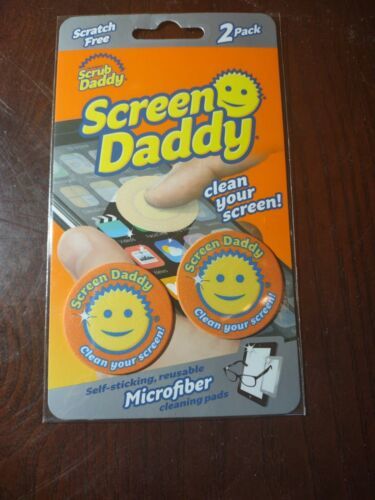 Scratch
Free
2 Pack
Scrub
Daddy
Screen
Daddy
clean
your
screen!
Screen Daddy
Clean your screen!
Screen Daddy
Clean your screen!
Self-sticking, reusable
Microfiber
cleaning pads